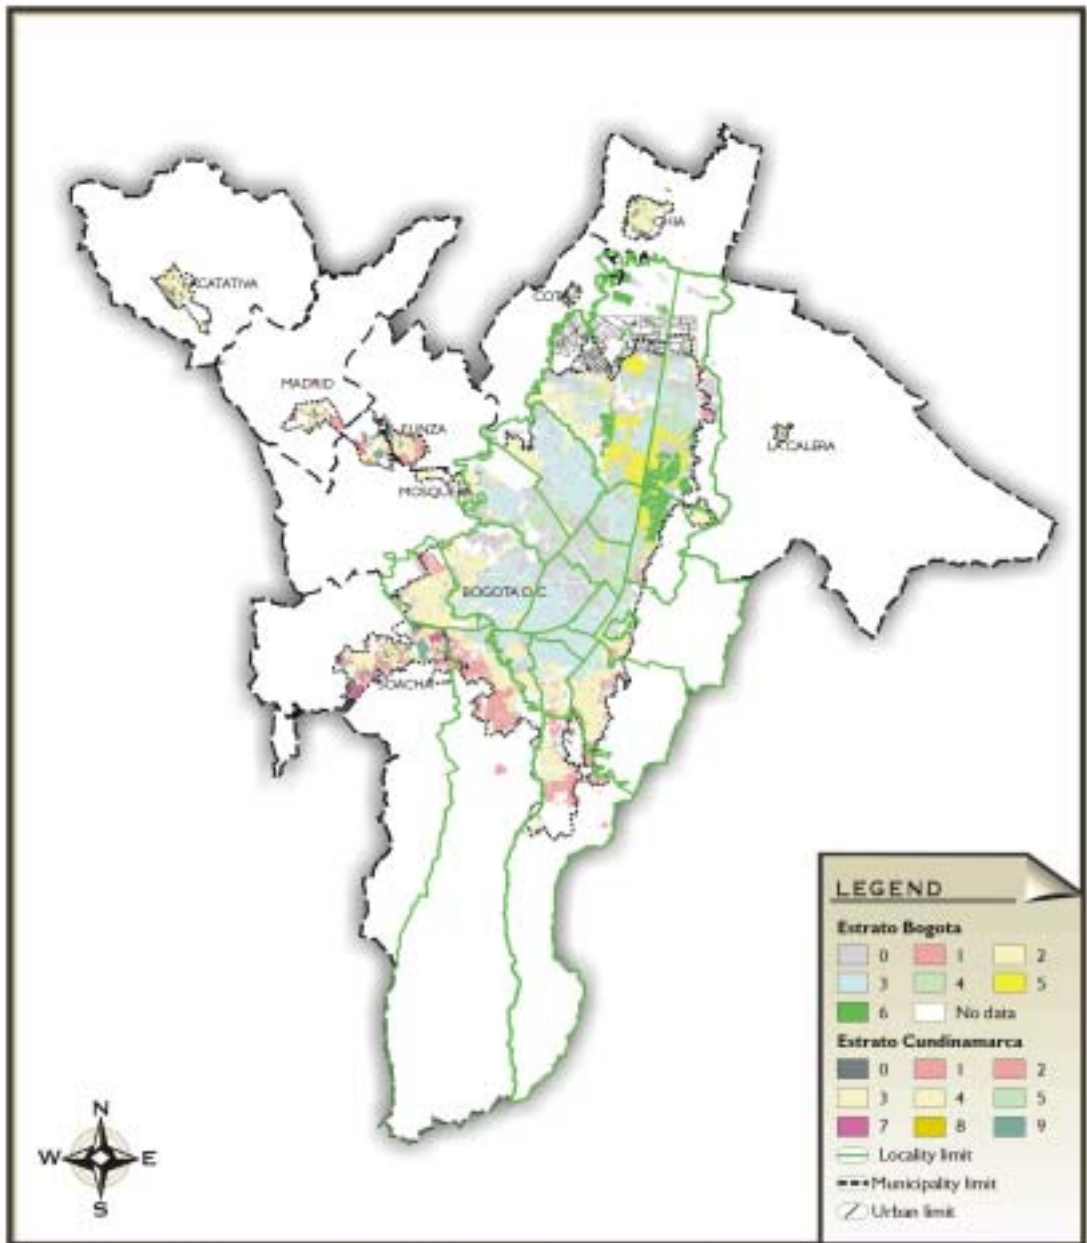 CHIA
FACATATIVA
COTA
MADRID
FUNZA
LA CALERA
MOSQUERA
BOGOTA D.C.
SOACHA
LEGEND
Estrato Bogota
0 1 2
3 4 5
6 No data
Estrato Cundinamarca
0 1 2
3 4 5
7 8 9
Locality limit
Municipality limit
Urban limit
N
W E
S